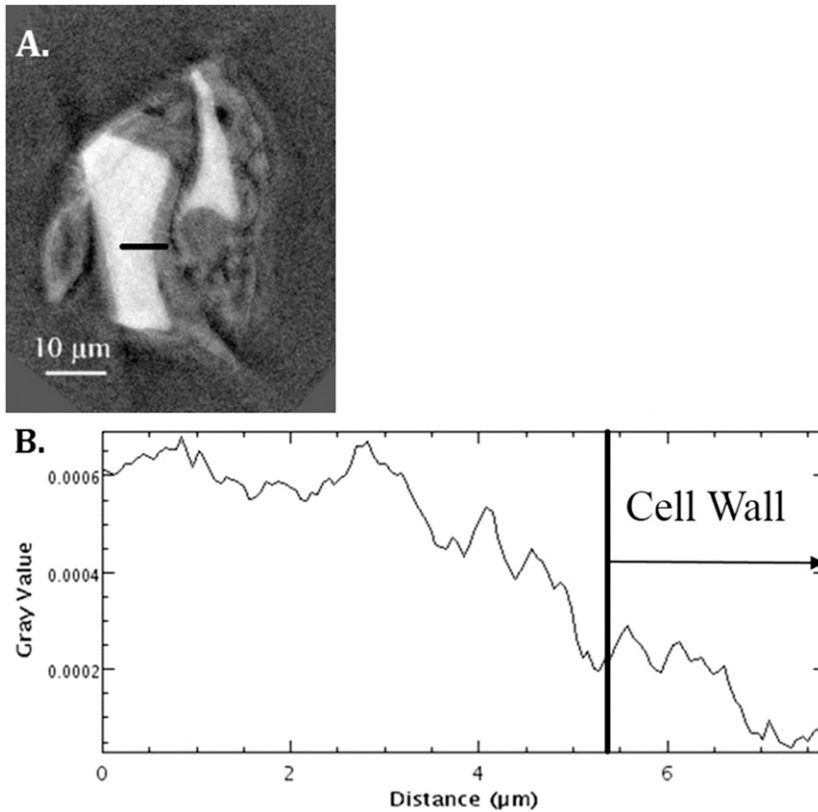 A.
10 µm
B.
0.0006
0.0004
0.0002
Gray Value
Cell Wall
0 2 4 6
Distance (µm)